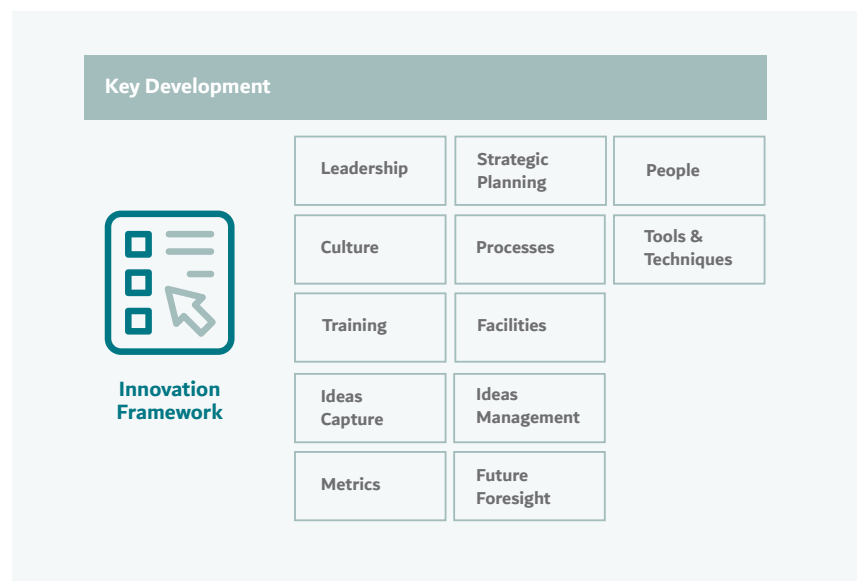 Key Development
Leadership
Strategic
Planning
People
Culture
Processes
Tools &
Techniques
Training
Facilities
Innovation
Framework
Ideas
Capture
Ideas
Management
Metrics
Future
Foresight